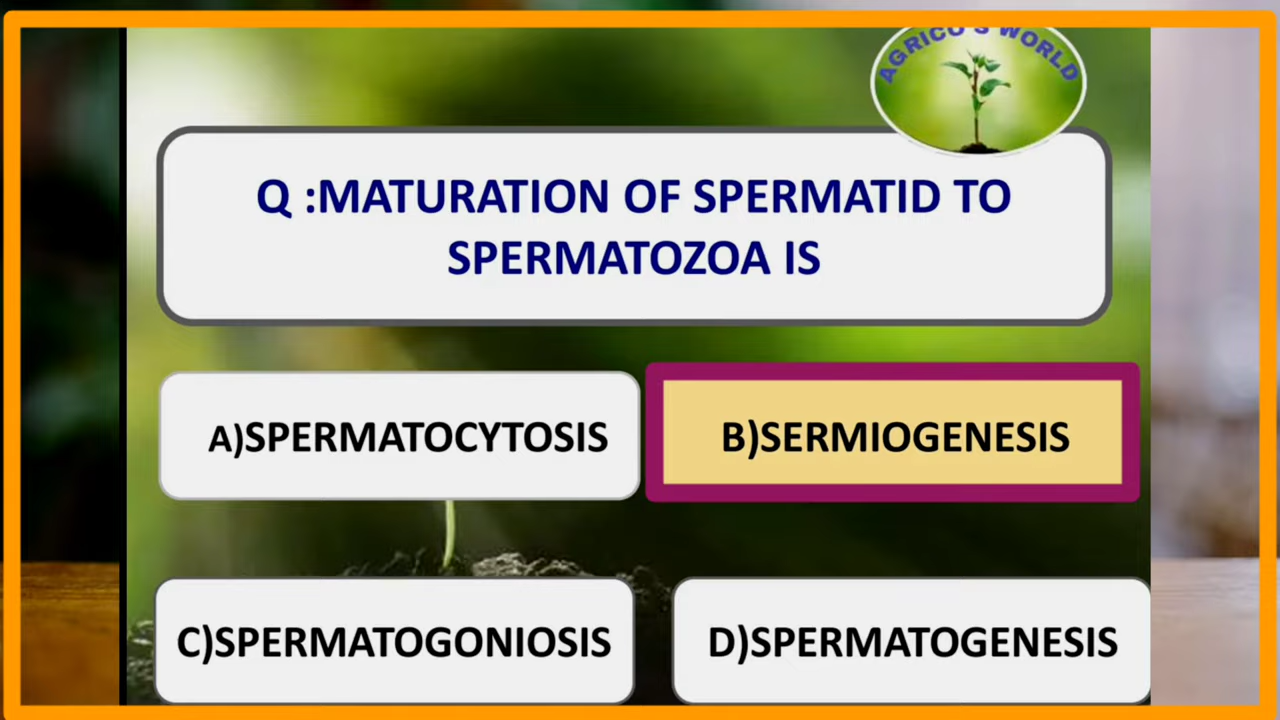 AGRICO'S WORLD
Q :MATURATION OF SPERMATID TO
SPERMATOZOA IS
A)SPERMATOCYTOSIS
B)SERMIOGENESIS
C)SPERMATOGONIOSIS
D)SPERMATOGENESIS